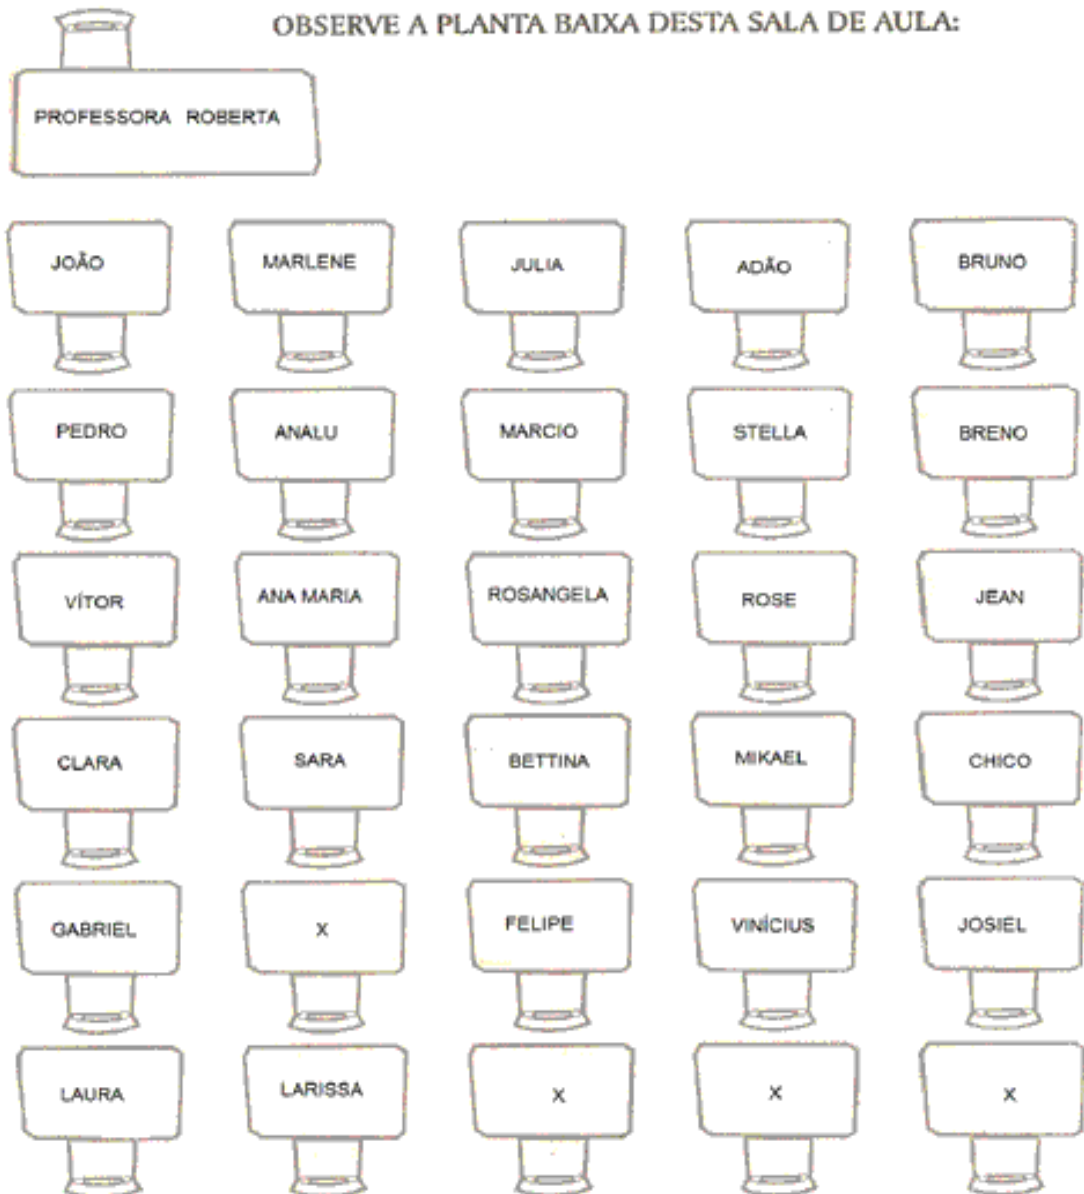 OBSERVE A PLANTA BAIXA DESTA SALA DE AULA:
PROFESSORA ROBERTA
JOÃO MARLENE JULIA ADÃO BRUNO
PEDRO ANALU MARCIO STELLA BRENO
VÍTOR ANA MARIA ROSANGELA ROSE JEAN
CLARA SARA BETTINA MIKAEL CHICO
GABRIEL X FELIPE VINÍCIUS JOSIEL
LAURA LARISSA X X X